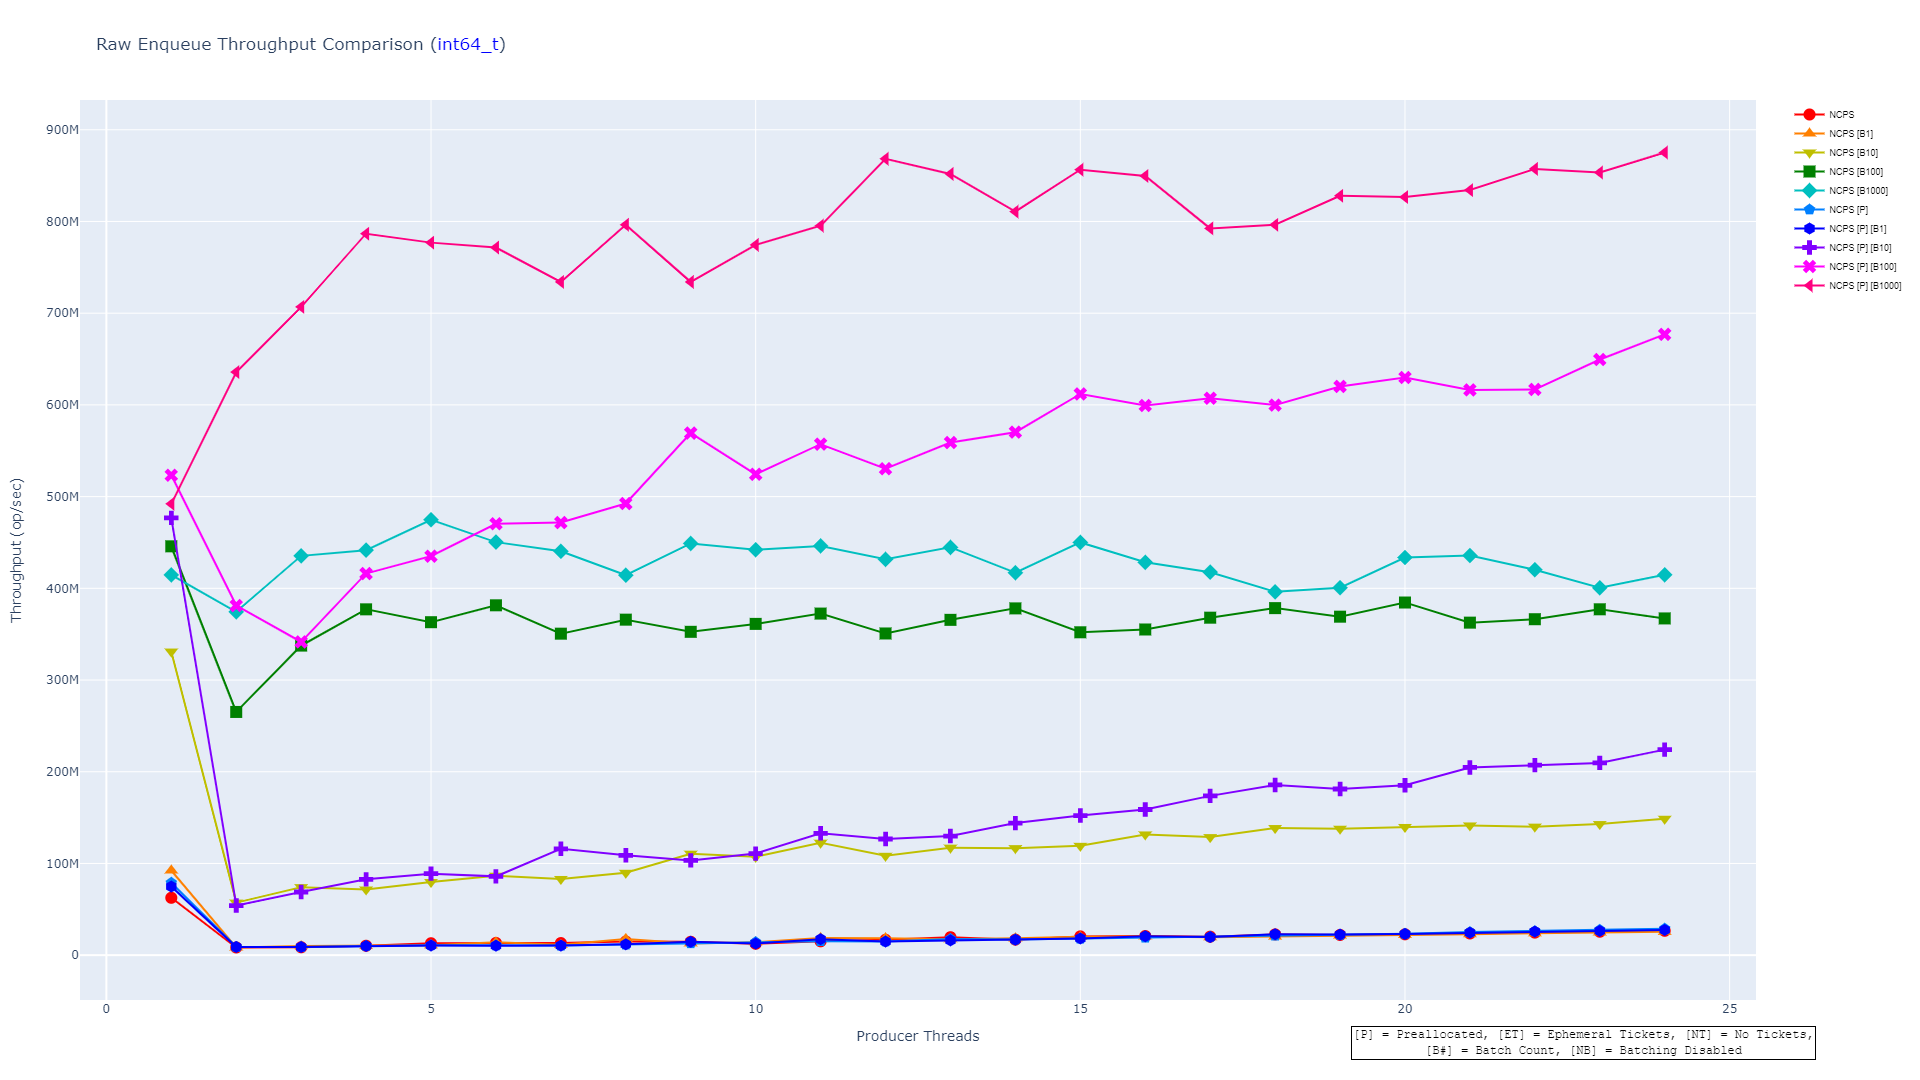 Raw Enqueue Throughput Comparison (int64_t)
900M
800M
700M
600M
500M
400M
300M
200M
100M
0
Throughput (op/sec)
0
5
10
15
20
25
Producer Threads
NCPS
NCPS [B1]
NCPS [B10]
NCPS [B100]
NCPS [B1000]
NCPS [P]
NCPS [P] [B1]
NCPS [P] [B10]
NCPS [P] [B100]
NCPS [P] [B1000]
[P] = Preallocated, [ET] = Ephemeral Tickets, [NT] = No Tickets,
[B#] = Batch Count, [NB] = Batching Disabled